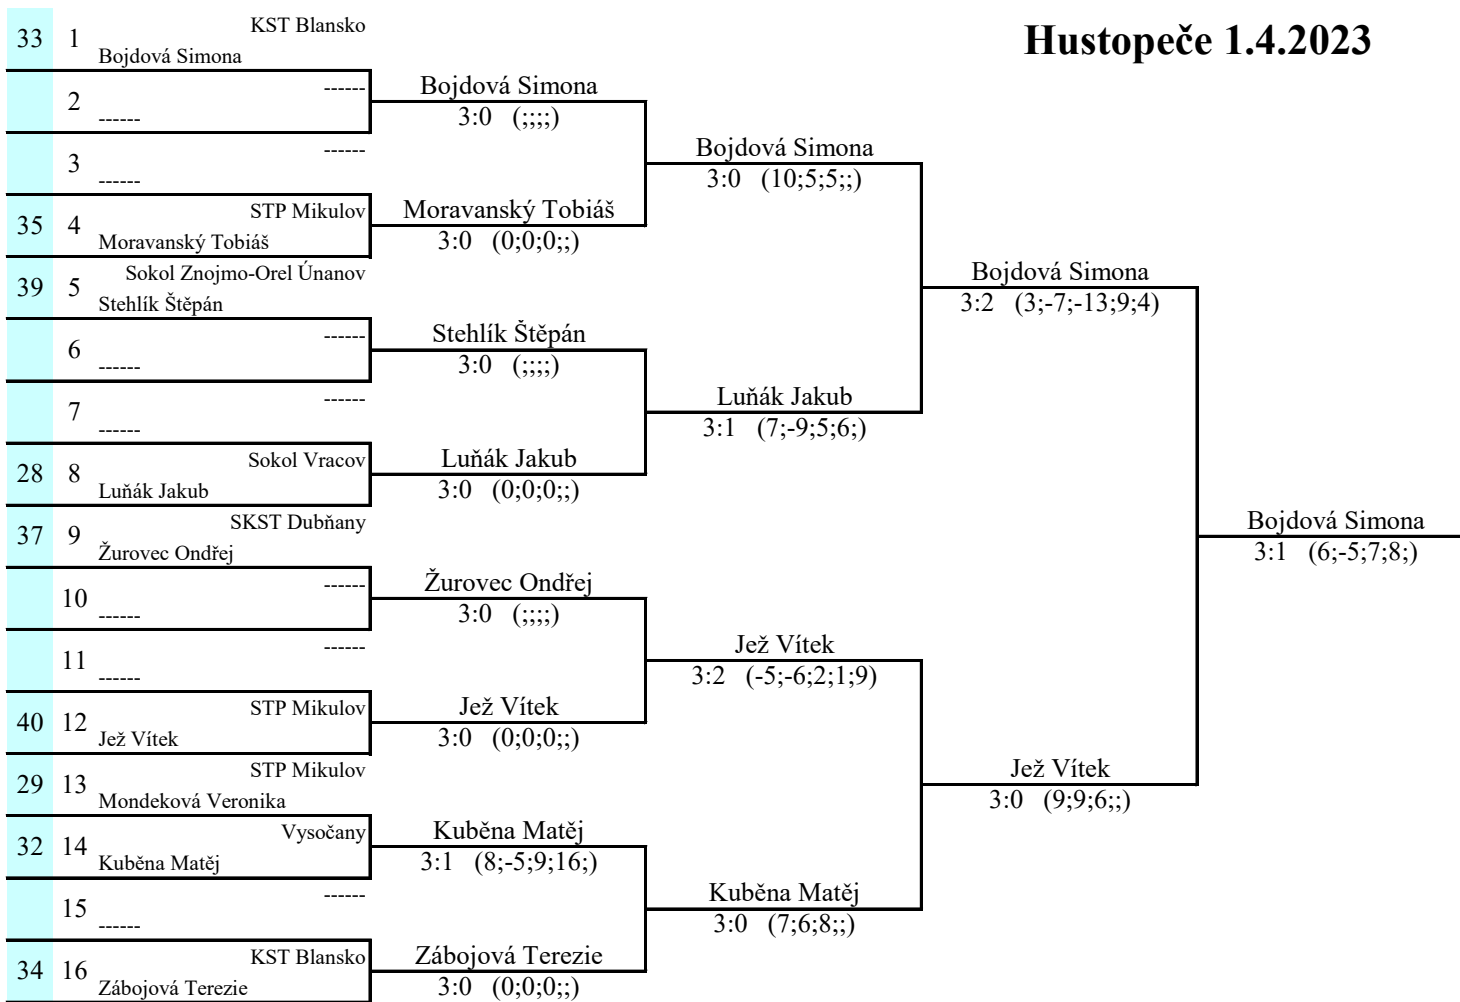 Hustopeče 1.4.2023
33 1 KST Blansko
Bojdová Simona
2 ------
------
Bojdová Simona
3:0 (;;;;)
3 ------
------
Bojdová Simona
3:0 (10;5;5;;)
35 4 STP Mikulov
Moravanský Tobiáš
Moravanský Tobiáš
3:0 (0;0;0;;)
39 5 Sokol Znojmo-Orel Únanov
Stehlík Štěpán
Bojdová Simona
3:2 (3;-7;-13;9;4)
6 ------
------
Stehlík Štěpán
3:0 (;;;;)
7 ------
------
Luňák Jakub
3:1 (7;-9;5;6;)
28 8 Sokol Vracov
Luňák Jakub
Luňák Jakub
3:0 (0;0;0;;)
37 9 SKST Dubňany
Žurovec Ondřej
Bojdová Simona
3:1 (6;-5;7;8;)
10 ------
------
Žurovec Ondřej
3:0 (;;;;)
11 ------
------
Jež Vítek
3:2 (-5;-6;2;1;9)
40 12 STP Mikulov
Jež Vítek
Jež Vítek
3:0 (0;0;0;;)
29 13 STP Mikulov
Mondeková Veronika
Jež Vítek
3:0 (9;9;6;;)
32 14 Vysočany
Kuběna Matěj
Kuběna Matěj
3:1 (8;-5;9;16;)
15 ------
------
Kuběna Matěj
3:0 (7;6;8;;)
34 16 KST Blansko
Zábojová Terezie
Zábojová Terezie
3:0 (0;0;0;;)